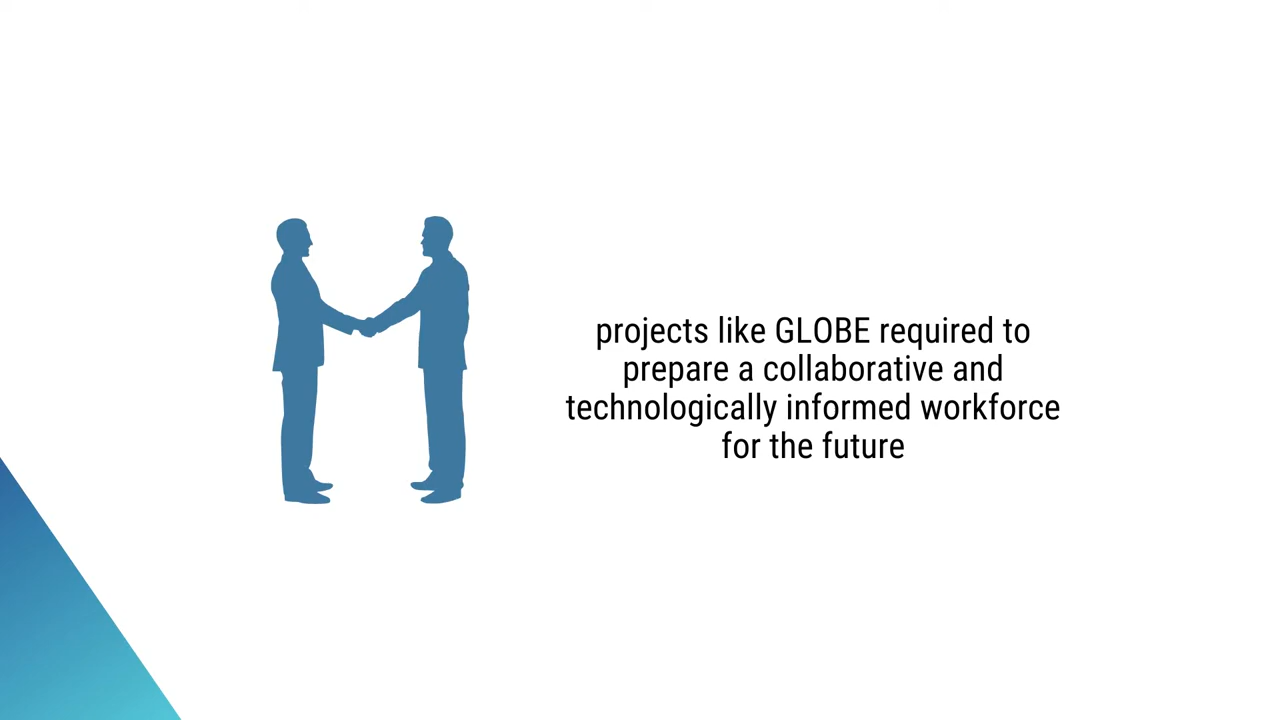 projects like GLOBE required to
prepare a collaborative and
technologically informed workforce
for the future